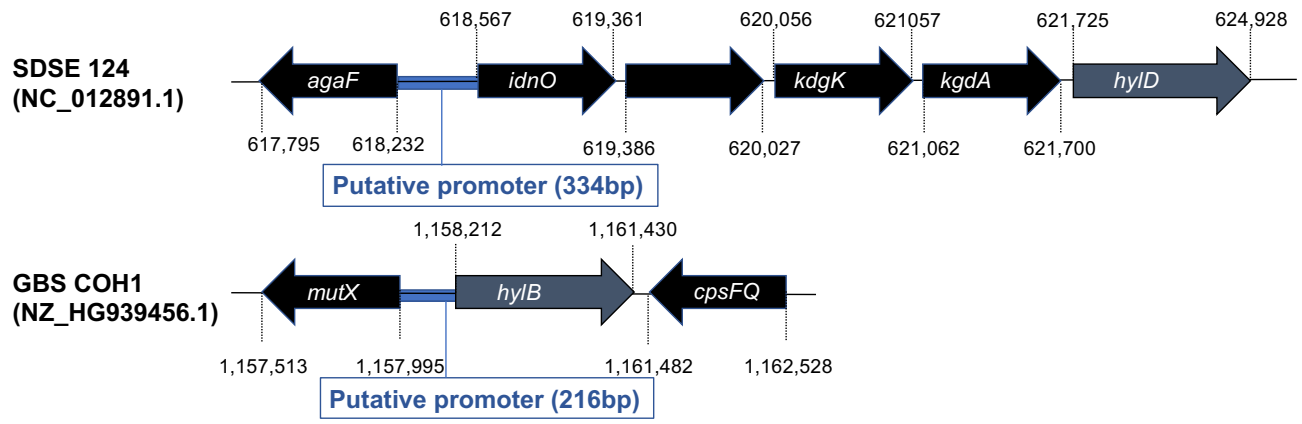 618,567 619,361 620,056 621057 621,725 624,928
SDSE 124
(NC_012891.1)
agaF idnO kdgK kgdA hylD
617,795 618,232 619,386 620,027 621,062 621,700
Putative promoter (334bp)
1,158,212 1,161,430
GBS COH1
(NZ_HG939456.1)
mutX hylB cpsFQ
1,157,513 1,157,995 1,161,482 1,162,528
Putative promoter (216bp)